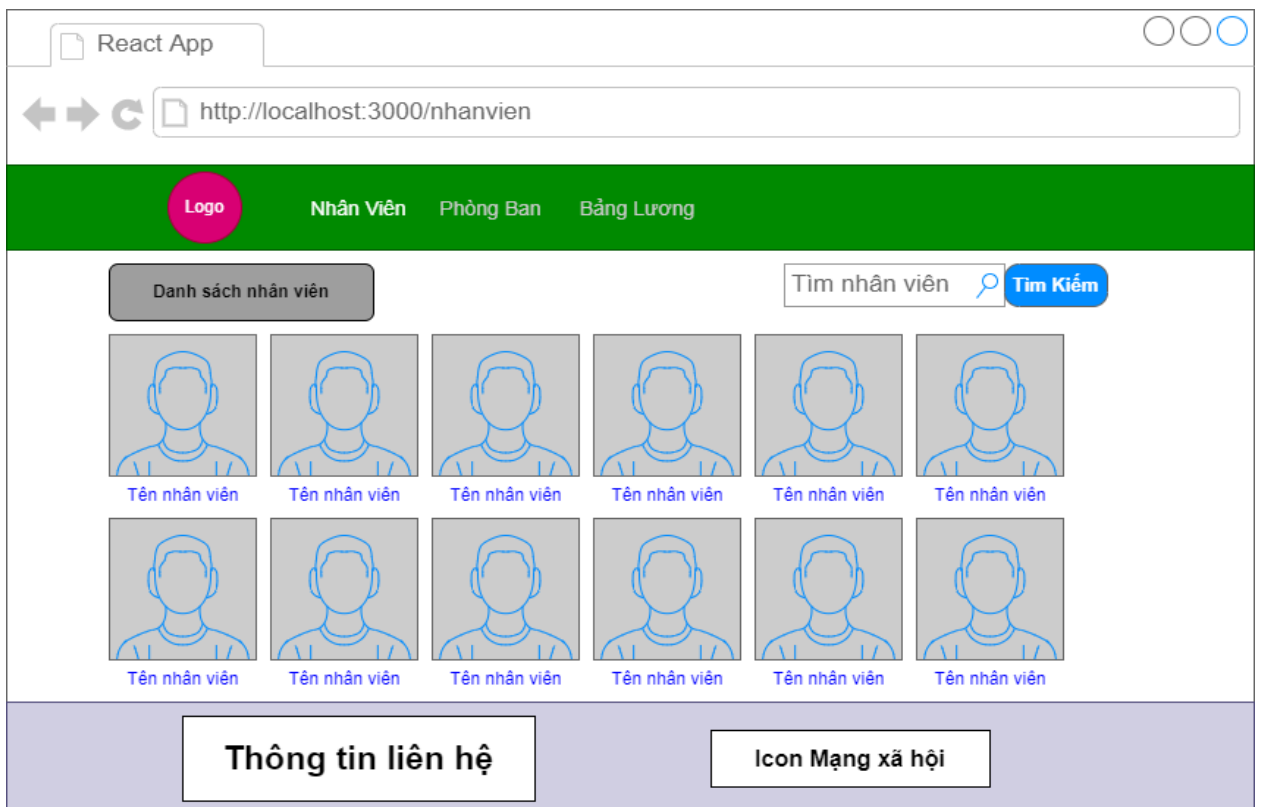 React App
http://localhost:3000/nhanvien
Logo
Nhân Viên
Phòng Ban
Bảng Lương
Danh sách nhân viên
Tìm nhân viên
Tìm Kiếm
Tên nhân viên
Tên nhân viên
Tên nhân viên
Tên nhân viên
Tên nhân viên
Tên nhân viên
Tên nhân viên
Tên nhân viên
Tên nhân viên
Tên nhân viên
Tên nhân viên
Tên nhân viên
Thông tin liên hệ
Icon Mạng xã hội